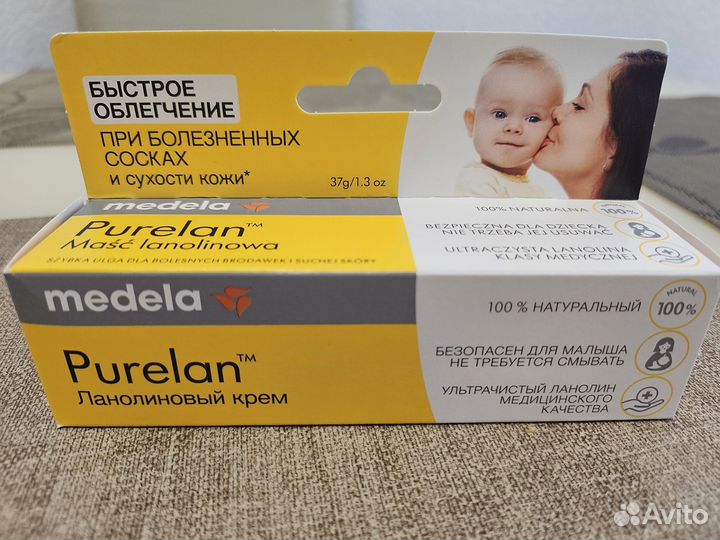 БЫСТРОЕ
ОБЛЕГЧЕНИЕ
ПРИ БОЛЕЗНЕННЫХ
СОСКАХ
И СУХОСТИ КОЖИ*
37g/1.3 oz
medela
Purelan™
Maść lanolinowa
SZYBKA ULGA DLA BOLESNYCH BRODAWEK I SUCHEJ SKÓRY
100% NATURALNA
100%
BEZPIECZNA DLA DZIECKA,
NIE TRZEBA JEJ USUWAĆ
ULTRACZYSTA LANOLINA
KLASY MEDYCZNEJ
medela
Purelan™
Ланолиновый крем
100 % НАТУРАЛЬНЫЙ
NATURAL
100%
БЕЗОПАСЕН ДЛЯ МАЛЫША
НЕ ТРЕБУЕТСЯ СМЫВАТЬ
УЛЬТРАЧИСТЫЙ ЛАНОЛИН
МЕДИЦИНСКОГО
КАЧЕСТВА
Avito